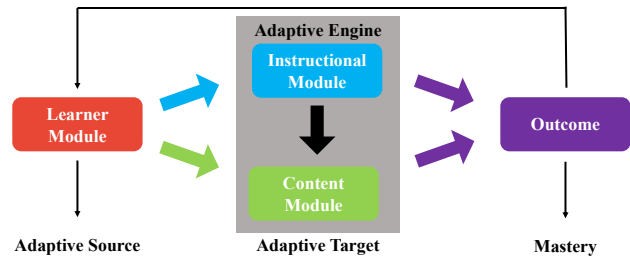 Adaptive Engine
Instructional
Module
Learner
Module
Outcome
Content
Module
Adaptive Source
Adaptive Target
Mastery